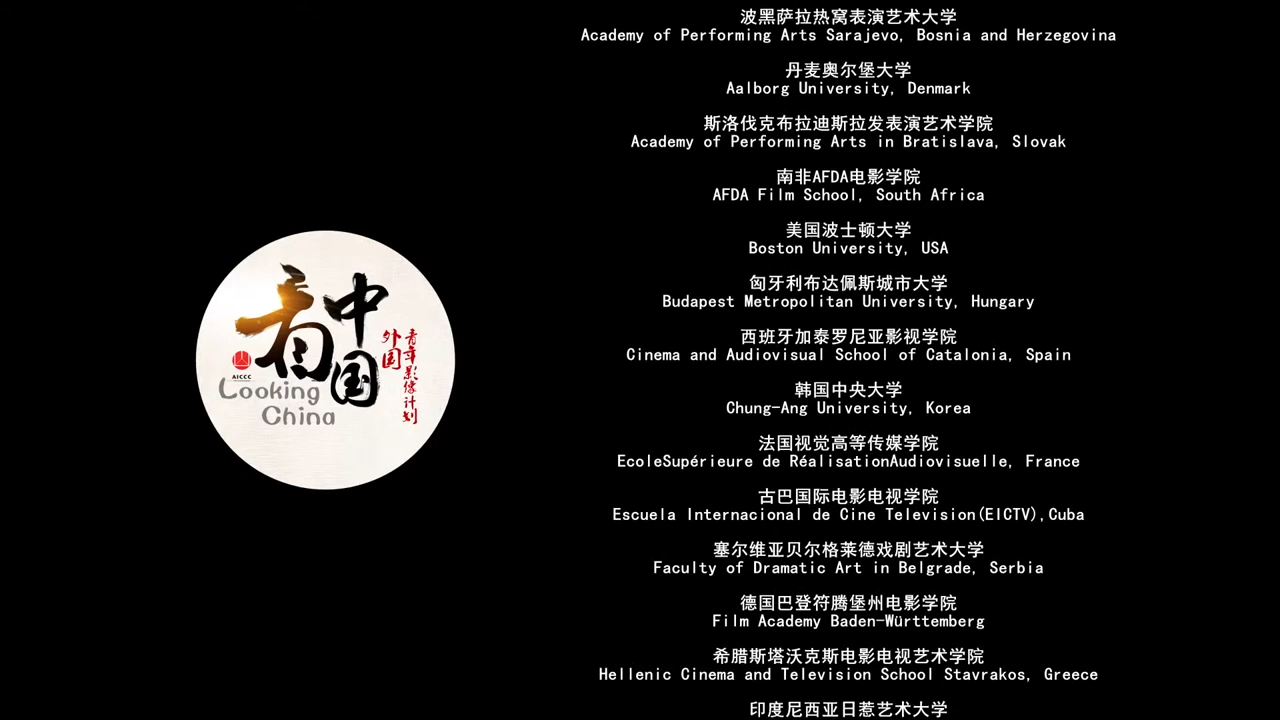 看中国
外国
青年影像计划
AICCC
Looking
China
波黑萨拉热窝表演艺术大学
Academy of Performing Arts Sarajevo, Bosnia and Herzegovina
丹麦奥尔堡大学
Aalborg University, Denmark
斯洛伐克布拉迪斯拉发表演艺术学院
Academy of Performing Arts in Bratislava, Slovak
南非AFDA电影学院
AFDA Film School, South Africa
美国波士顿大学
Boston University, USA
匈牙利布达佩斯城市大学
Budapest Metropolitan University, Hungary
西班牙加泰罗尼亚影视学院
Cinema and Audiovisual School of Catalonia, Spain
韩国中央大学
Chung-Ang University, Korea
法国视觉高等传媒学院
EcoleSupérieure de RéalisationAudiovisuelle, France
古巴国际电影电视学院
Escuela Internacional de Cine Television(EICTV),Cuba
塞尔维亚贝尔格莱德戏剧艺术大学
Faculty of Dramatic Art in Belgrade, Serbia
德国巴登符腾堡州电影学院
Film Academy Baden-Württemberg
希腊斯塔沃克斯电影电视艺术学院
Hellenic Cinema and Television School Stavrakos, Greece
印度尼西亚日惹艺术大学